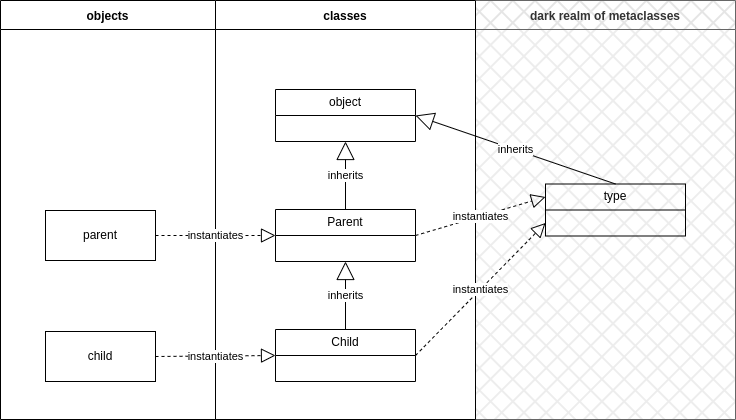 objects
classes
dark realm of metaclasses
object
inherits
inherits
type
parent
instantiates
Parent
instantiates
inherits
instantiates
child
instantiates
Child